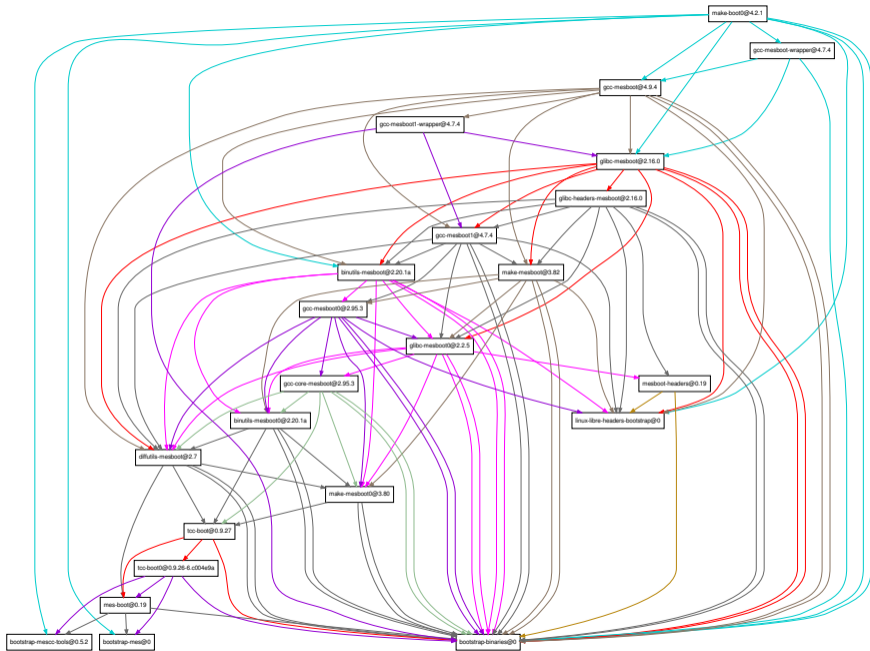 make-boot0@4.2.1
gcc-mesboot-wrapper@4.7.4
gcc-mesboot@4.9.4
gcc-mesboot1-wrapper@4.7.4
glibc-mesboot@2.16.0
glibc-headers-mesboot@2.16.0
gcc-mesboot1@4.7.4
binutils-mesboot@2.20.1a
make-mesboot@3.82
gcc-mesboot0@2.95.3
glibc-mesboot0@2.2.5
gcc-core-mesboot@2.95.3
mesboot-headers@0.19
binutils-mesboot0@2.20.1a
linux-libre-headers-bootstrap@0
diffutils-mesboot@2.7
make-mesboot0@3.80
tcc-boot@0.9.27
tcc-boot0@0.9.26-6.c004e9a
mes-boot@0.19
bootstrap-mescc-tools@0.5.2
bootstrap-mes@0
bootstrap-binaries@0